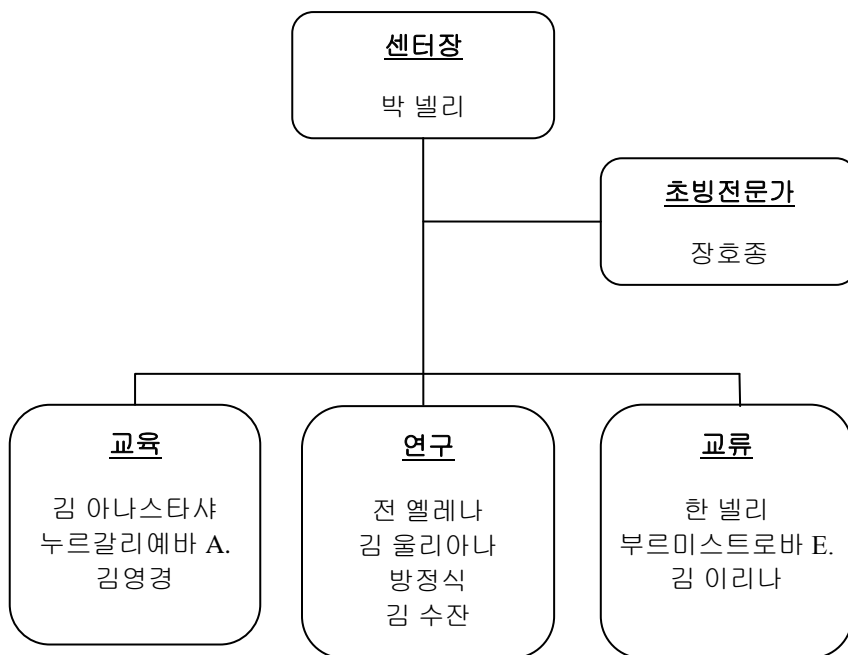 센터장
박 넬리
초빙전문가
장호종
교육
김 아나스타샤
누르갈리예바 A.
김영경
연구
전 옐레나
김 울리아나
방정식
김 수잔
교류
한 넬리
부르미스트로바 E.
김 이리나